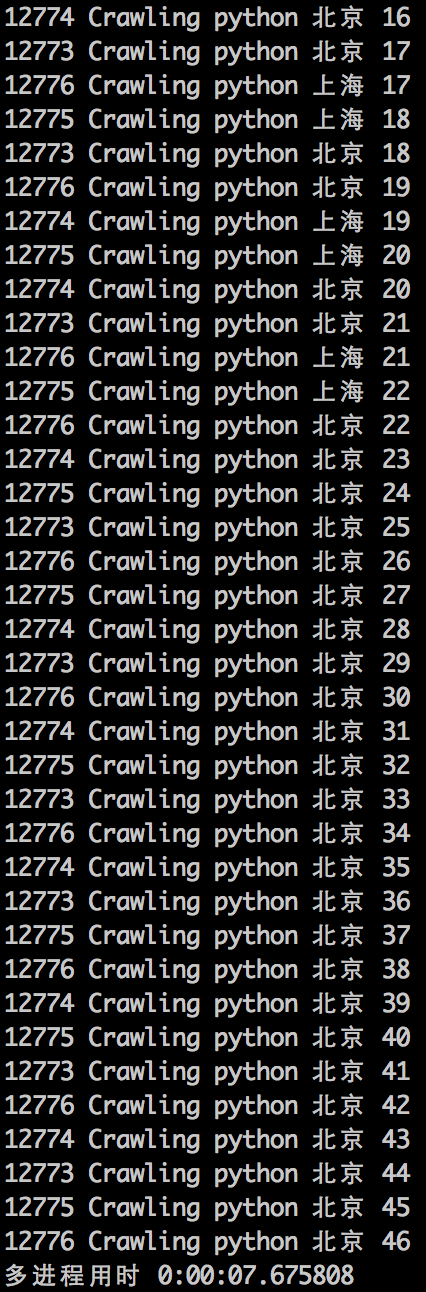 12774 Crawling python 北京 16
12773 Crawling python 北京 17
12776 Crawling python 上海 17
12775 Crawling python 上海 18
12773 Crawling python 北京 18
12776 Crawling python 北京 19
12774 Crawling python 上海 19
12775 Crawling python 上海 20
12774 Crawling python 北京 20
12773 Crawling python 北京 21
12776 Crawling python 上海 21
12775 Crawling python 上海 22
12776 Crawling python 北京 22
12774 Crawling python 北京 23
12775 Crawling python 北京 24
12773 Crawling python 北京 25
12776 Crawling python 北京 26
12775 Crawling python 北京 27
12774 Crawling python 北京 28
12773 Crawling python 北京 29
12776 Crawling python 北京 30
12774 Crawling python 北京 31
12775 Crawling python 北京 32
12773 Crawling python 北京 33
12776 Crawling python 北京 34
12774 Crawling python 北京 35
12773 Crawling python 北京 36
12775 Crawling python 北京 37
12776 Crawling python 北京 38
12774 Crawling python 北京 39
12775 Crawling python 北京 40
12773 Crawling python 北京 41
12776 Crawling python 北京 42
12774 Crawling python 北京 43
12773 Crawling python 北京 44
12775 Crawling python 北京 45
12776 Crawling python 北京 46
多进程用时 0:00:07.675808